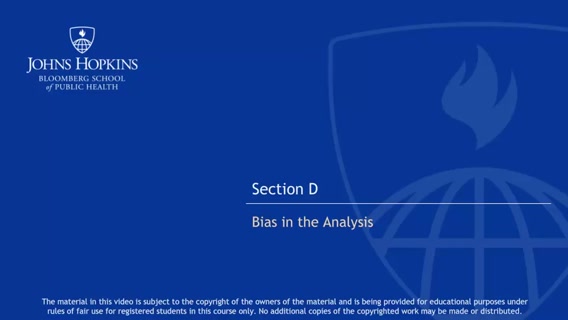 JOHNS HOPKINS
BLOOMBERG SCHOOL
of PUBLIC HEALTH
Section D
Bias in the Analysis
The material in this video is subject to the copyright of the owners of the material and is being provided for educational purposes under
rules of fair use for registered students in this course only. No additional copies of the copyrighted work may be made or distributed.